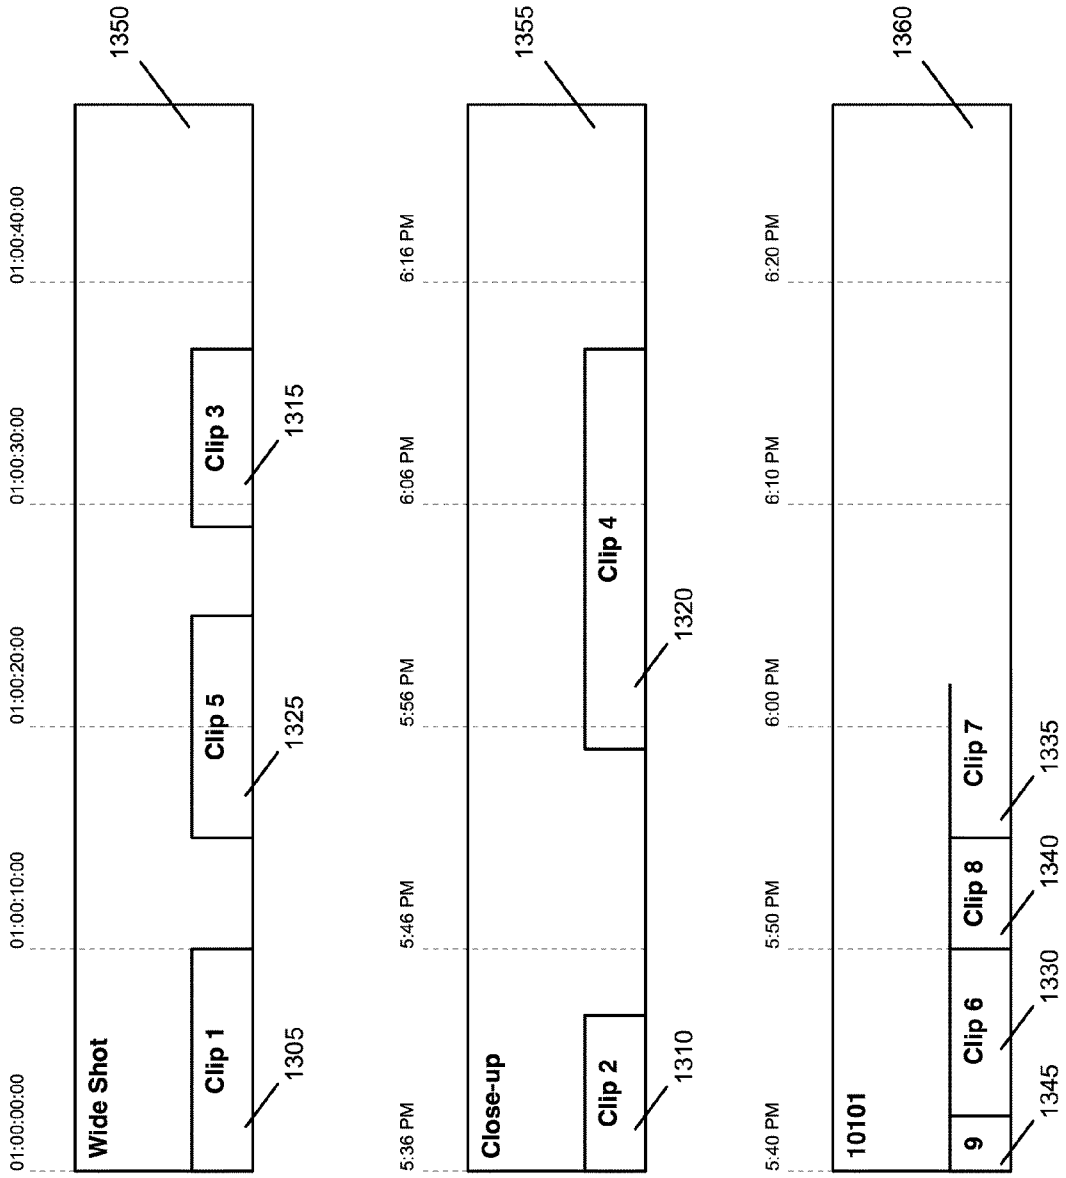 01:00:00:00 01:00:10:00 01:00:20:00 01:00:30:00 01:00:40:00
Wide Shot
1350
Clip 1 Clip 5 Clip 3
1305 1325 1315
5:36 PM 5:46 PM 5:56 PM 6:06 PM 6:16 PM
Close-up
1355
Clip 2 Clip 4
1310 1320
5:40 PM 5:50 PM 6:00 PM 6:10 PM 6:20 PM
10101
1360
9 Clip 6 Clip 8 Clip 7
1345 1330 1340 1335